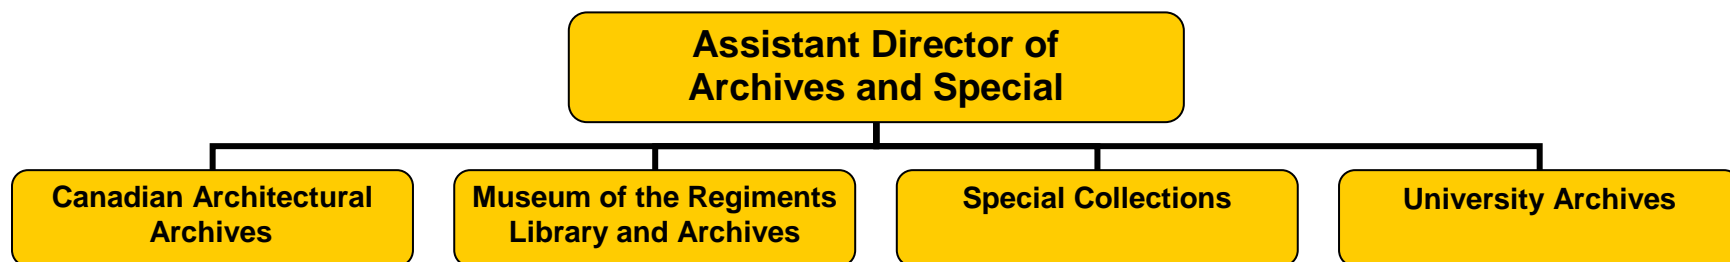 Assistant Director of
Archives and Special
Canadian Architectural
Archives
Museum of the Regiments
Library and Archives
Special Collections
University Archives